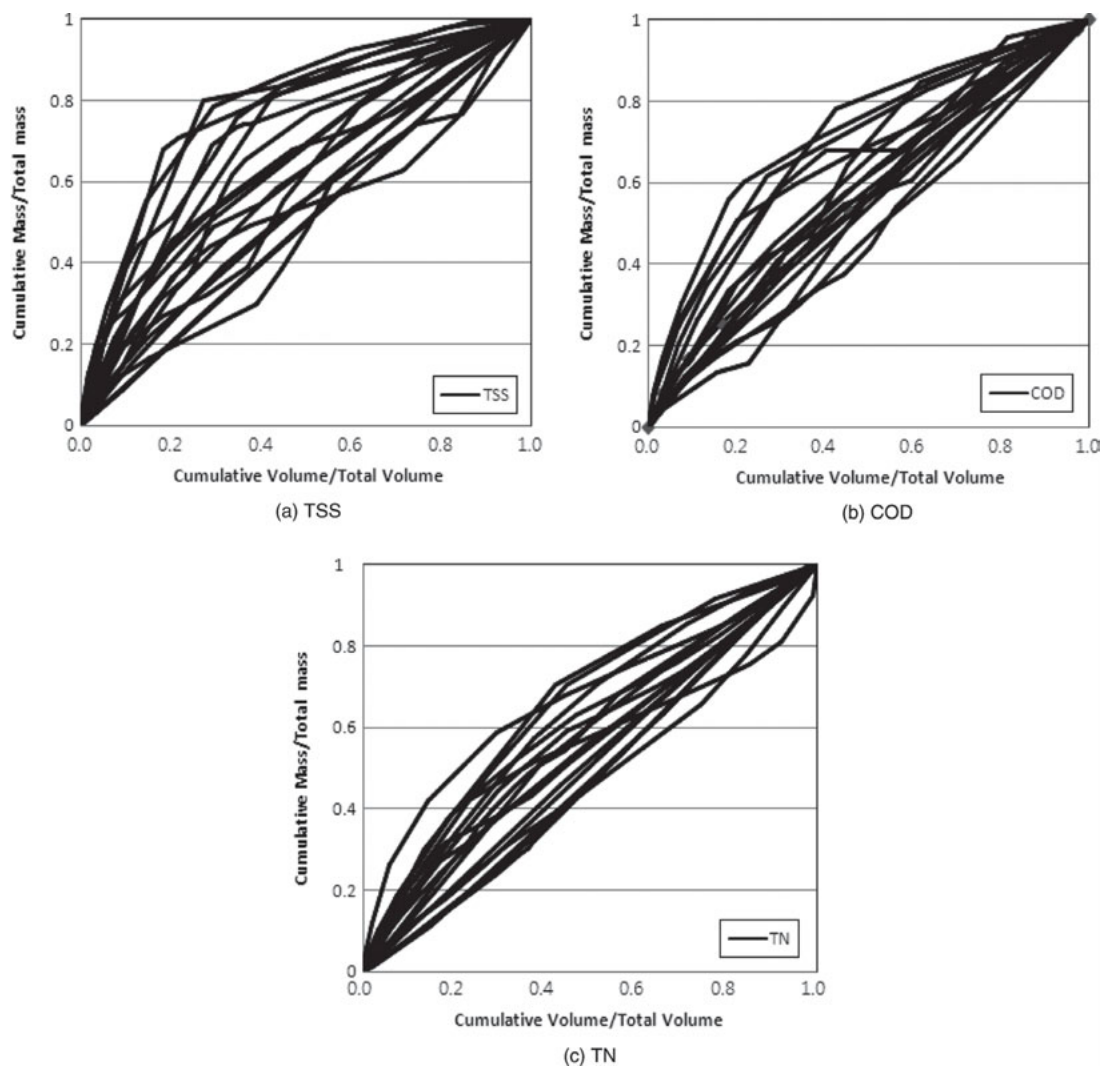 Cumulative Mass/Total mass
1
0.8
0.6
0.4
0.2
0
TSS
0.0 0.2 0.4 0.6 0.8 1.0
Cumulative Volume/Total Volume
(a) TSS
Cumulative Mass/Total mass
1
0.8
0.6
0.4
0.2
0
COD
0.0 0.2 0.4 0.6 0.8 1.0
Cumulative Volume/Total Volume
(b) COD
Cumulative Mass/Total mass
1
0.8
0.6
0.4
0.2
0
TN
0.0 0.2 0.4 0.6 0.8 1.0
Cumulative Volume/Total Volume
(c) TN